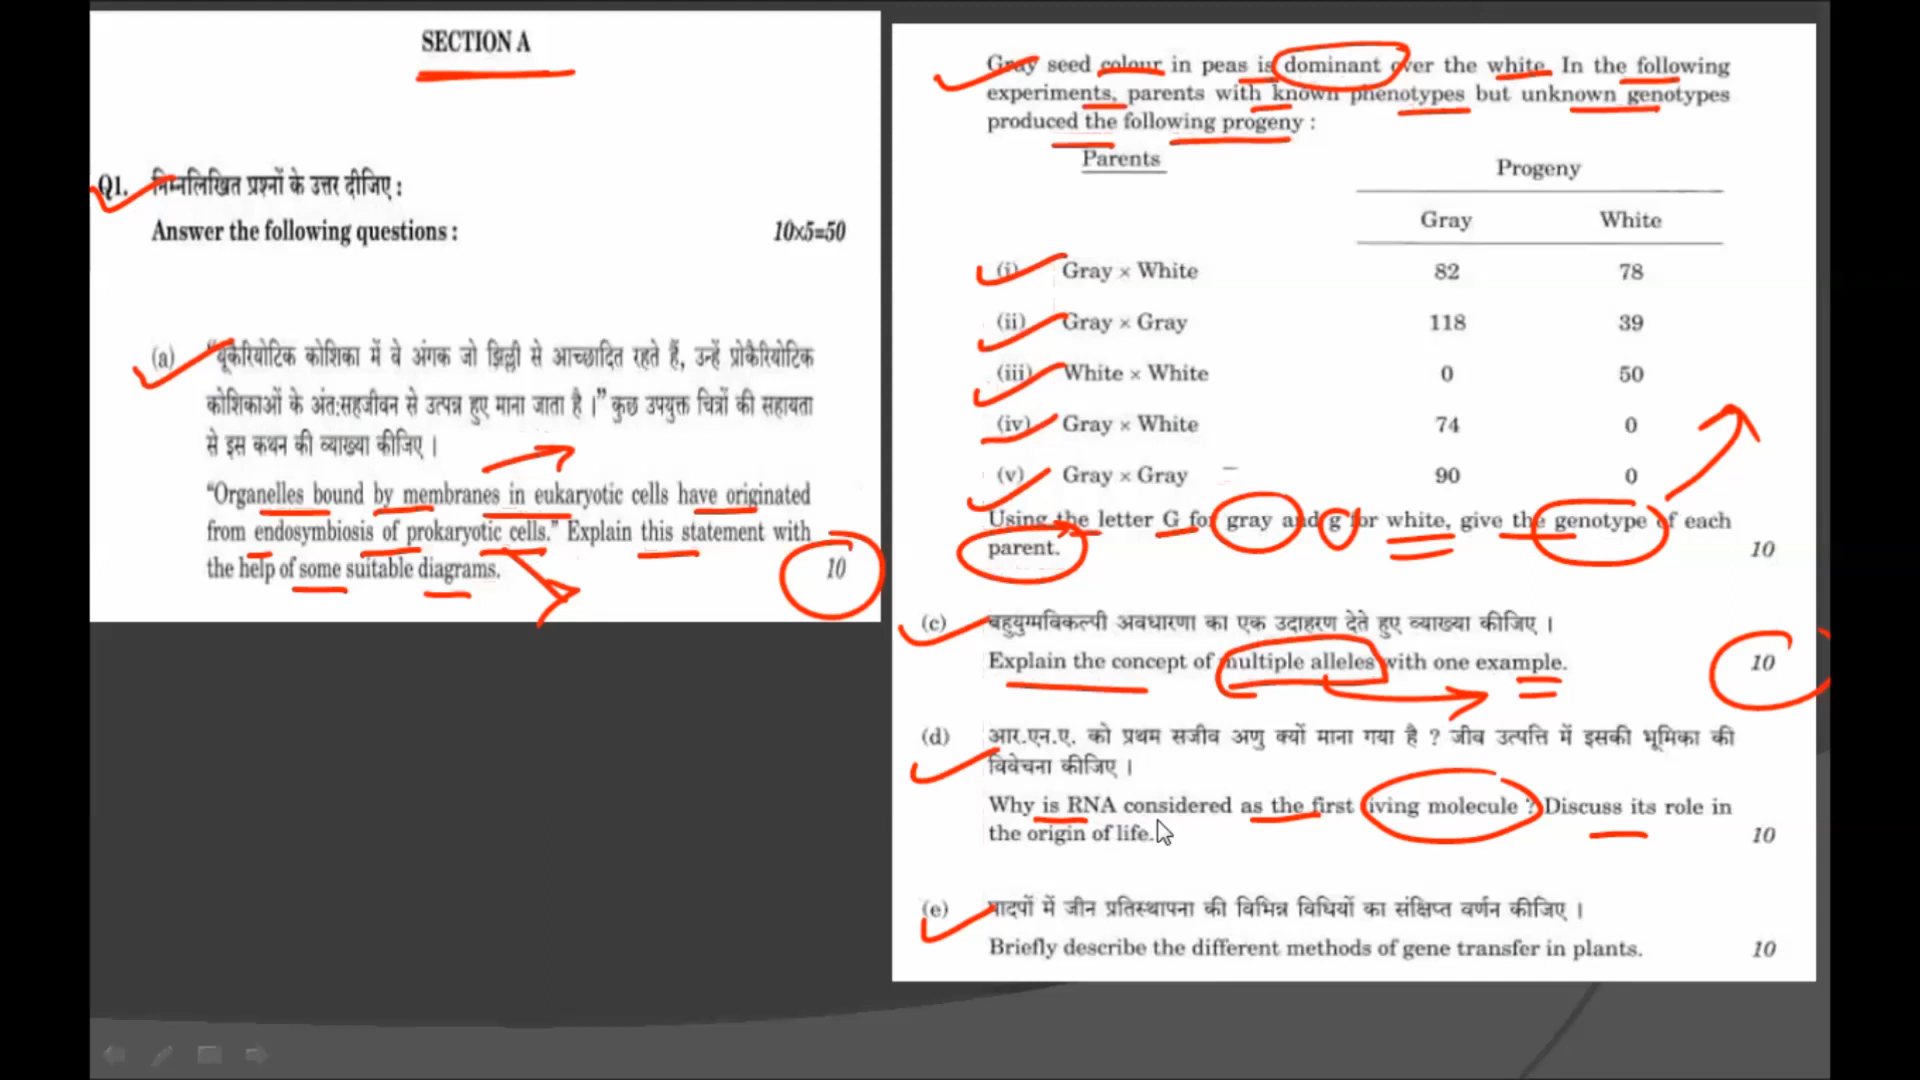 SECTION A
Q1. निम्नलिखित प्रश्नों के उत्तर दीजिए :
Answer the following questions : 10×5=50
(a) “यूकैरियोटिक कोशिका में वे अंगक जो झिल्ली से आच्छादित रहते हैं, उन्हें प्रोकैरियोटिक
कोशिकाओं के अंत:सहजीवन से उत्पन्न हुए माना जाता है ।” कुछ उपयुक्त चित्रों की सहायता
से इस कथन की व्याख्या कीजिए ।
“Organelles bound by membranes in eukaryotic cells have originated
from endosymbiosis of prokaryotic cells.” Explain this statement with
the help of some suitable diagrams. 10
Gray seed colour in peas is dominant over the white. In the following
experiments, parents with known phenotypes but unknown genotypes
produced the following progeny :
Parents Progeny
Gray White
(i) Gray × White 82 78
(ii) Gray × Gray 118 39
(iii) White × White 0 50
(iv) Gray × White 74 0
(v) Gray × Gray 90 0
Using the letter G for gray and g for white, give the genotype of each
parent. 10
(c) बहुयुग्मविकल्पी अवधारणा का एक उदाहरण देते हुए व्याख्या कीजिए ।
Explain the concept of multiple alleles with one example. 10
(d) आर.एन.ए. को प्रथम सजीव अणु क्यों माना गया है ? जीव उत्पत्ति में इसकी भूमिका की
विवेचना कीजिए ।
Why is RNA considered as the first living molecule ? Discuss its role in
the origin of life. 10
(e) पादपों में जीन प्रतिस्थापना की विभिन्न विधियों का संक्षिप्त वर्णन कीजिए ।
Briefly describe the different methods of gene transfer in plants. 10